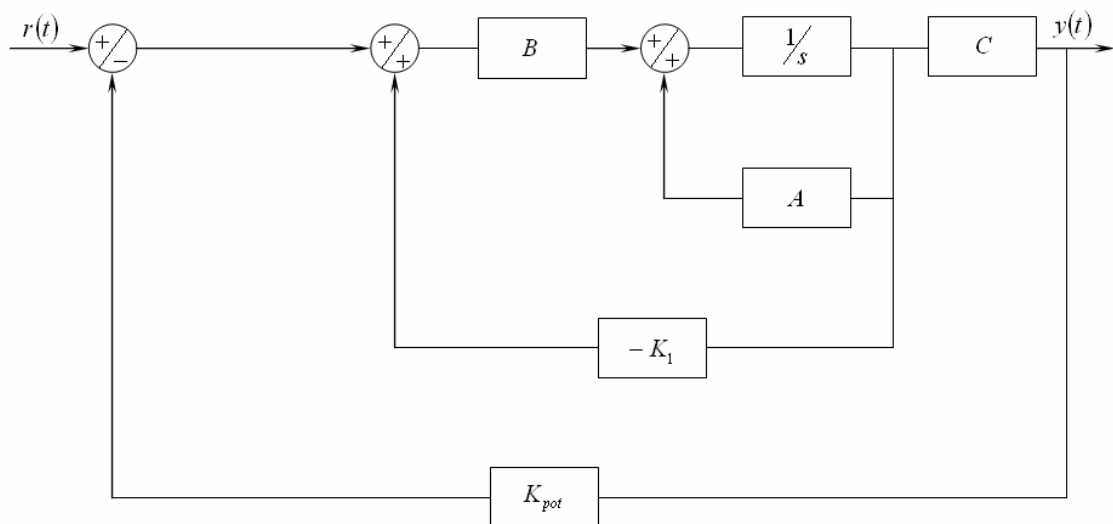 r(t)
+
−
+
+
B
+
+
1/s
C
y(t)
A
− K₁
K_pot